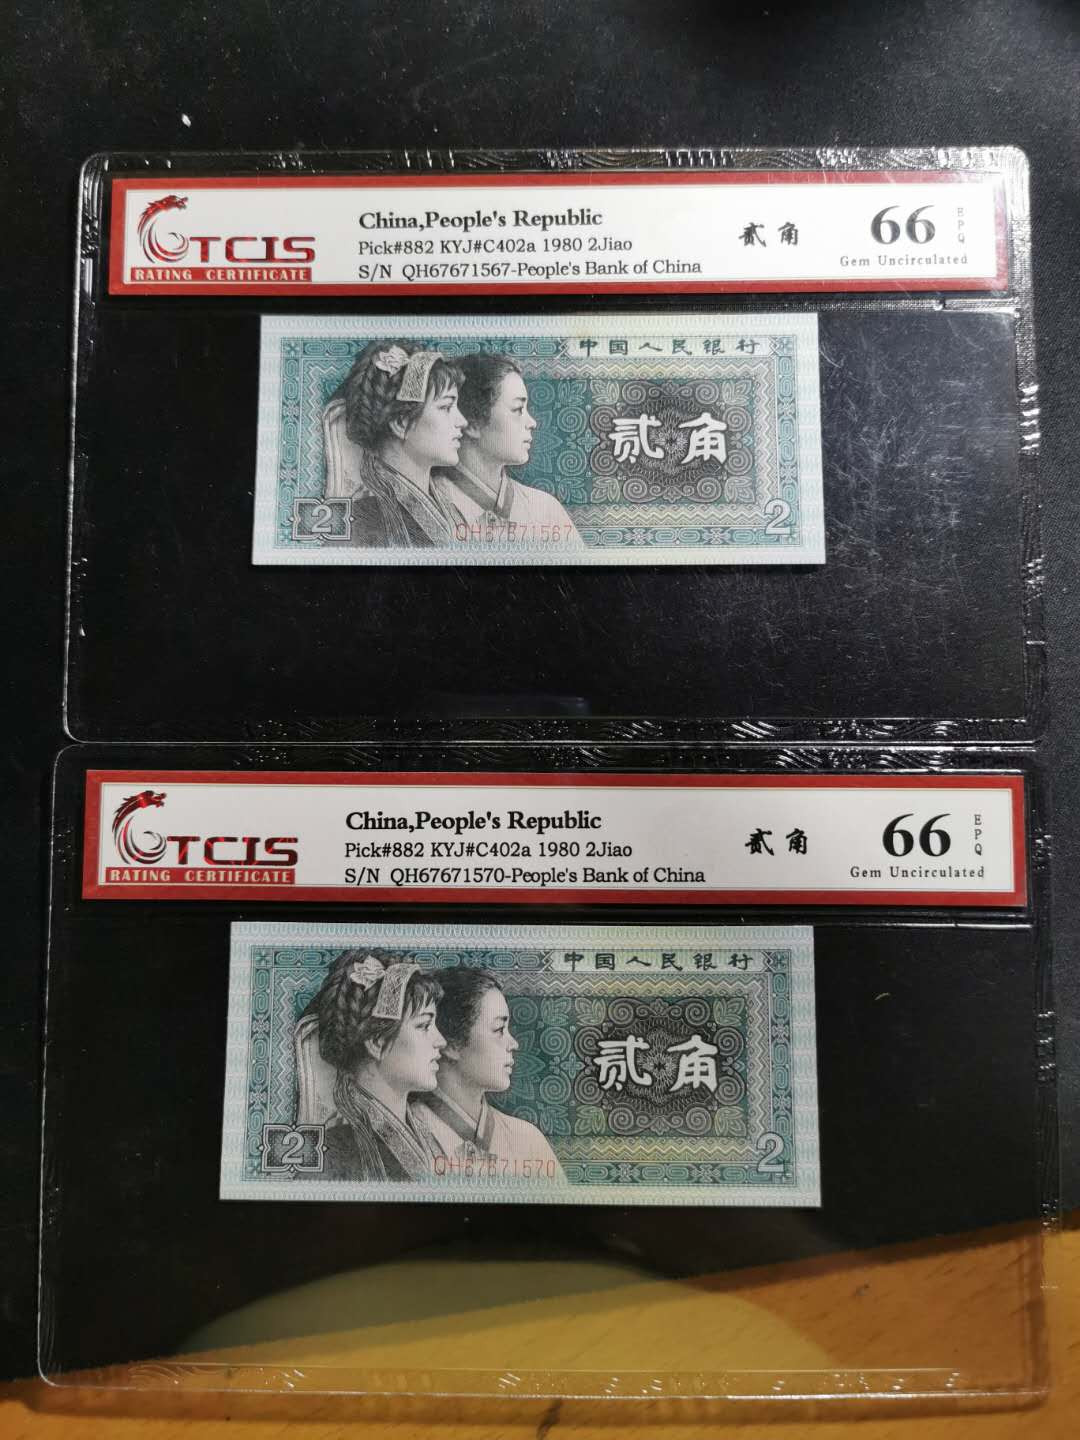 TCIS
RATING CERTIFICATE
China,People's Republic
Pick#882 KYJ#C402a 1980 2Jiao
S/N QH67671567-People's Bank of China
贰角
66
EPQ
Gem Uncirculated
中国人民银行
贰角
2
QH67671567
2
TCIS
RATING CERTIFICATE
China,People's Republic
Pick#882 KYJ#C402a 1980 2Jiao
S/N QH67671570-People's Bank of China
贰角
66
EPQ
Gem Uncirculated
中国人民银行
贰角
2
QH67671570
2